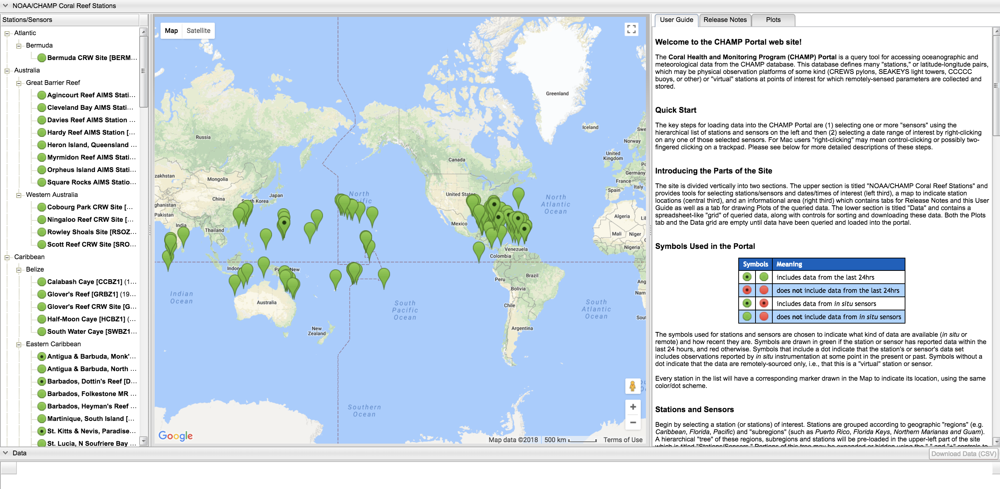 NOAA/CHAMP Coral Reef Stations
Stations/Sensors
Atlantic
Bermuda
Bermuda CRW Site [BERM...
Australia
Great Barrier Reef
Agincourt Reef AIMS Stati...
Cleveland Bay AIMS Stati...
Davies Reef AIMS Station ...
Hardy Reef AIMS Station [...
Heron Island, Queensland ...
Myrmidon Reef AIMS Stati...
Orpheus Island AIMS Stati...
Square Rocks AIMS Statio...
Western Australia
Cobourg Park CRW Site [...
Ningaloo Reef CRW Site [...
Rowley Shoals Site [RSOZ...
Scott Reef CRW Site [SRO...
Caribbean
Belize
Calabash Caye [CCBZ1] (1...
Glover's Reef [GRBZ1] (19...
Glover's Reef CRW Site [G...
Half-Moon Caye [HCBZ1] (...
South Water Caye [SWBZ1...
Eastern Caribbean
Antigua & Barbuda, Monk'...
Antigua & Barbuda, North ...
Barbados, Dottin's Reef [D...
Barbados, Folkestone MR ...
Barbados, Heyman's Reef ...
Martinique, South Island [...
St. Kitts & Nevis, Paradise...
St. Lucia, N Soufriere Bay ...
Map Satellite
Greenland
Iceland
Swe
Russia
Norway
United
Kingdom
Canada
Po
Germany
zakhstan
Mongolia
France
Italy
Spain
United States
North
Pacific
North
Atlantic
Ocean
Japan
China
South Korea
ghanistan
Pakistan
Algeria
Lib
India
Mexico
Thailand
Mali Niger
Nigeria
Venezuela
Colombia
Indon
Papua New
Peru
Brazil
Ang
Bolivia
Nam
Indian
Ocean
Australia
South
Pacific
Ocean
Chile
South
Atlantic
Ocean
Sout
New
Zealand
Argentina
Southern
Ocean
Google
Map data ©2018 500 km Terms of Use
User Guide Release Notes Plots
Welcome to the CHAMP Portal web site!
The Coral Health and Monitoring Program (CHAMP) Portal is a query tool for accessing oceanographic and
meteorological data from the CHAMP database. This database defines many "stations," or latitude-longitude pairs,
which may be physical observation platforms of some kind (CREWS pylons, SEAKEYS light towers, CCCCC
buoys, or other) or "virtual" stations at points of interest for which remotely-sensed parameters are collected and
stored.
Quick Start
The key steps for loading data into the CHAMP Portal are (1) selecting one or more "sensors" using the
hierarchical list of stations and sensors on the left and then (2) selecting a date range of interest by right-clicking
on any one of those selected sensors. For Mac users "right-clicking" may mean control-clicking or possibly two-
fingered clicking on a trackpad. Please see below for more detailed descriptions of these steps.
Introducing the Parts of the Site
The site is divided vertically into two sections. The upper section is titled "NOAA/CHAMP Coral Reef Stations" and
provides tools for selecting stations/sensors and dates/times of interest (left third), a map to indicate station
locations (central third), and an informational area (right third) which contains tabs for Release Notes and this User
Guide as well as a tab for drawing Plots of the queried data. The lower section is titled "Data" and contains a
spreadsheet-like "grid" of queried data, along with controls for sorting and downloading these data. Both the Plots
tab and the Data grid are empty until data have been queried and loaded into the portal.
Symbols Used in the Portal
Symbols Meaning
includes data from the last 24hrs
does not include data from the last 24hrs
includes data from in situ sensors
does not include data from in situ sensors
The symbols used for stations and sensors are chosen to indicate what kind of data are available (in situ or
remote) and how recent they are. Symbols are drawn in green if the station or sensor has reported data within the
last 24 hours, and red otherwise. Symbols that include a dot indicate that the station's or sensor's data set
includes observations reported by in situ instrumentation at some point in the present or past. Symbols without a
dot indicate that the data are remotely-sourced only, i.e., that this is a "virtual" station or sensor.
Every station in the list will have a corresponding marker drawn in the Map to indicate its location, using the same
color/dot scheme.
Stations and Sensors
Begin by selecting a station (or stations) of interest. Stations are grouped according to geographic "regions" (e.g.
Caribbean, Florida, Pacific) and "subregions" (such as Puerto Rico, Florida Keys, Northern Marianas and Guam).
A hierarchical "tree" of these regions, subregions and stations will be pre-loaded in the upper-left part of the site
which is titled "Stations/Sensors." Portions of this tree may be expanded or hidden using the "-" and "+" controls to
Data
Download Data (CSV)